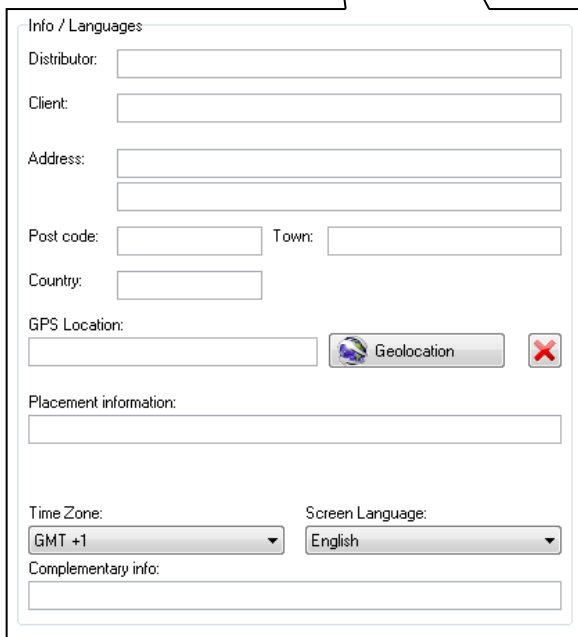 Info / Languages
Distributor:
Client:
Address:
Post code: Town:
Country:
GPS Location:
Geolocation
Placement information:
Time Zone: Screen Language:
GMT +1 English
Complementary info: